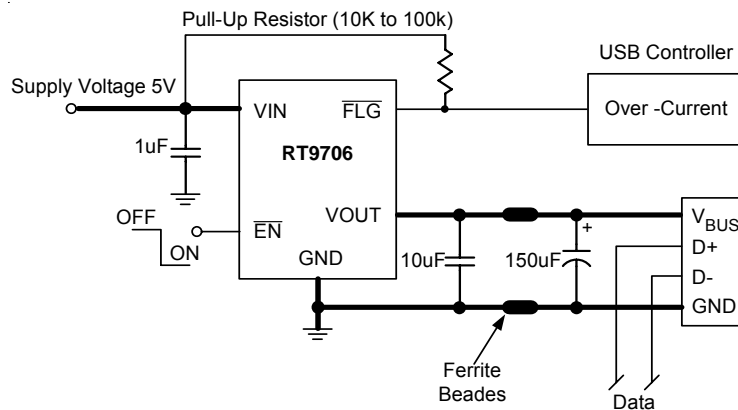 Pull-Up Resistor (10K to 100k)
USB Controller
Supply Voltage 5V
VIN
FLG
Over -Current
1uF
RT9706
OFF
ON
EN
VOUT
GND
10uF
150uF
+
VBUS
D+
D-
GND
Ferrite
Beades
Data